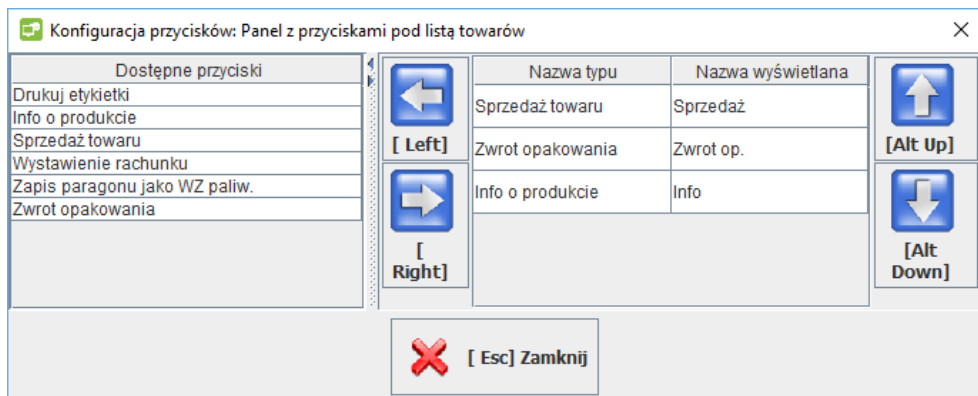 Konfiguracja przycisków: Panel z przyciskami pod listą towarów
Dostępne przyciski
Drukuj etykietki
Info o produkcie
Sprzedaż towaru
Wystawienie rachunku
Zapis paragonu jako WZ paliw.
Zwrot opakowania
[ Left]
[
Right]
Nazwa typu Nazwa wyświetlana
Sprzedaż towaru Sprzedaż
Zwrot opakowania Zwrot op.
Info o produkcie Info
[Alt Up]
[Alt
Down]
[ Esc] Zamknij